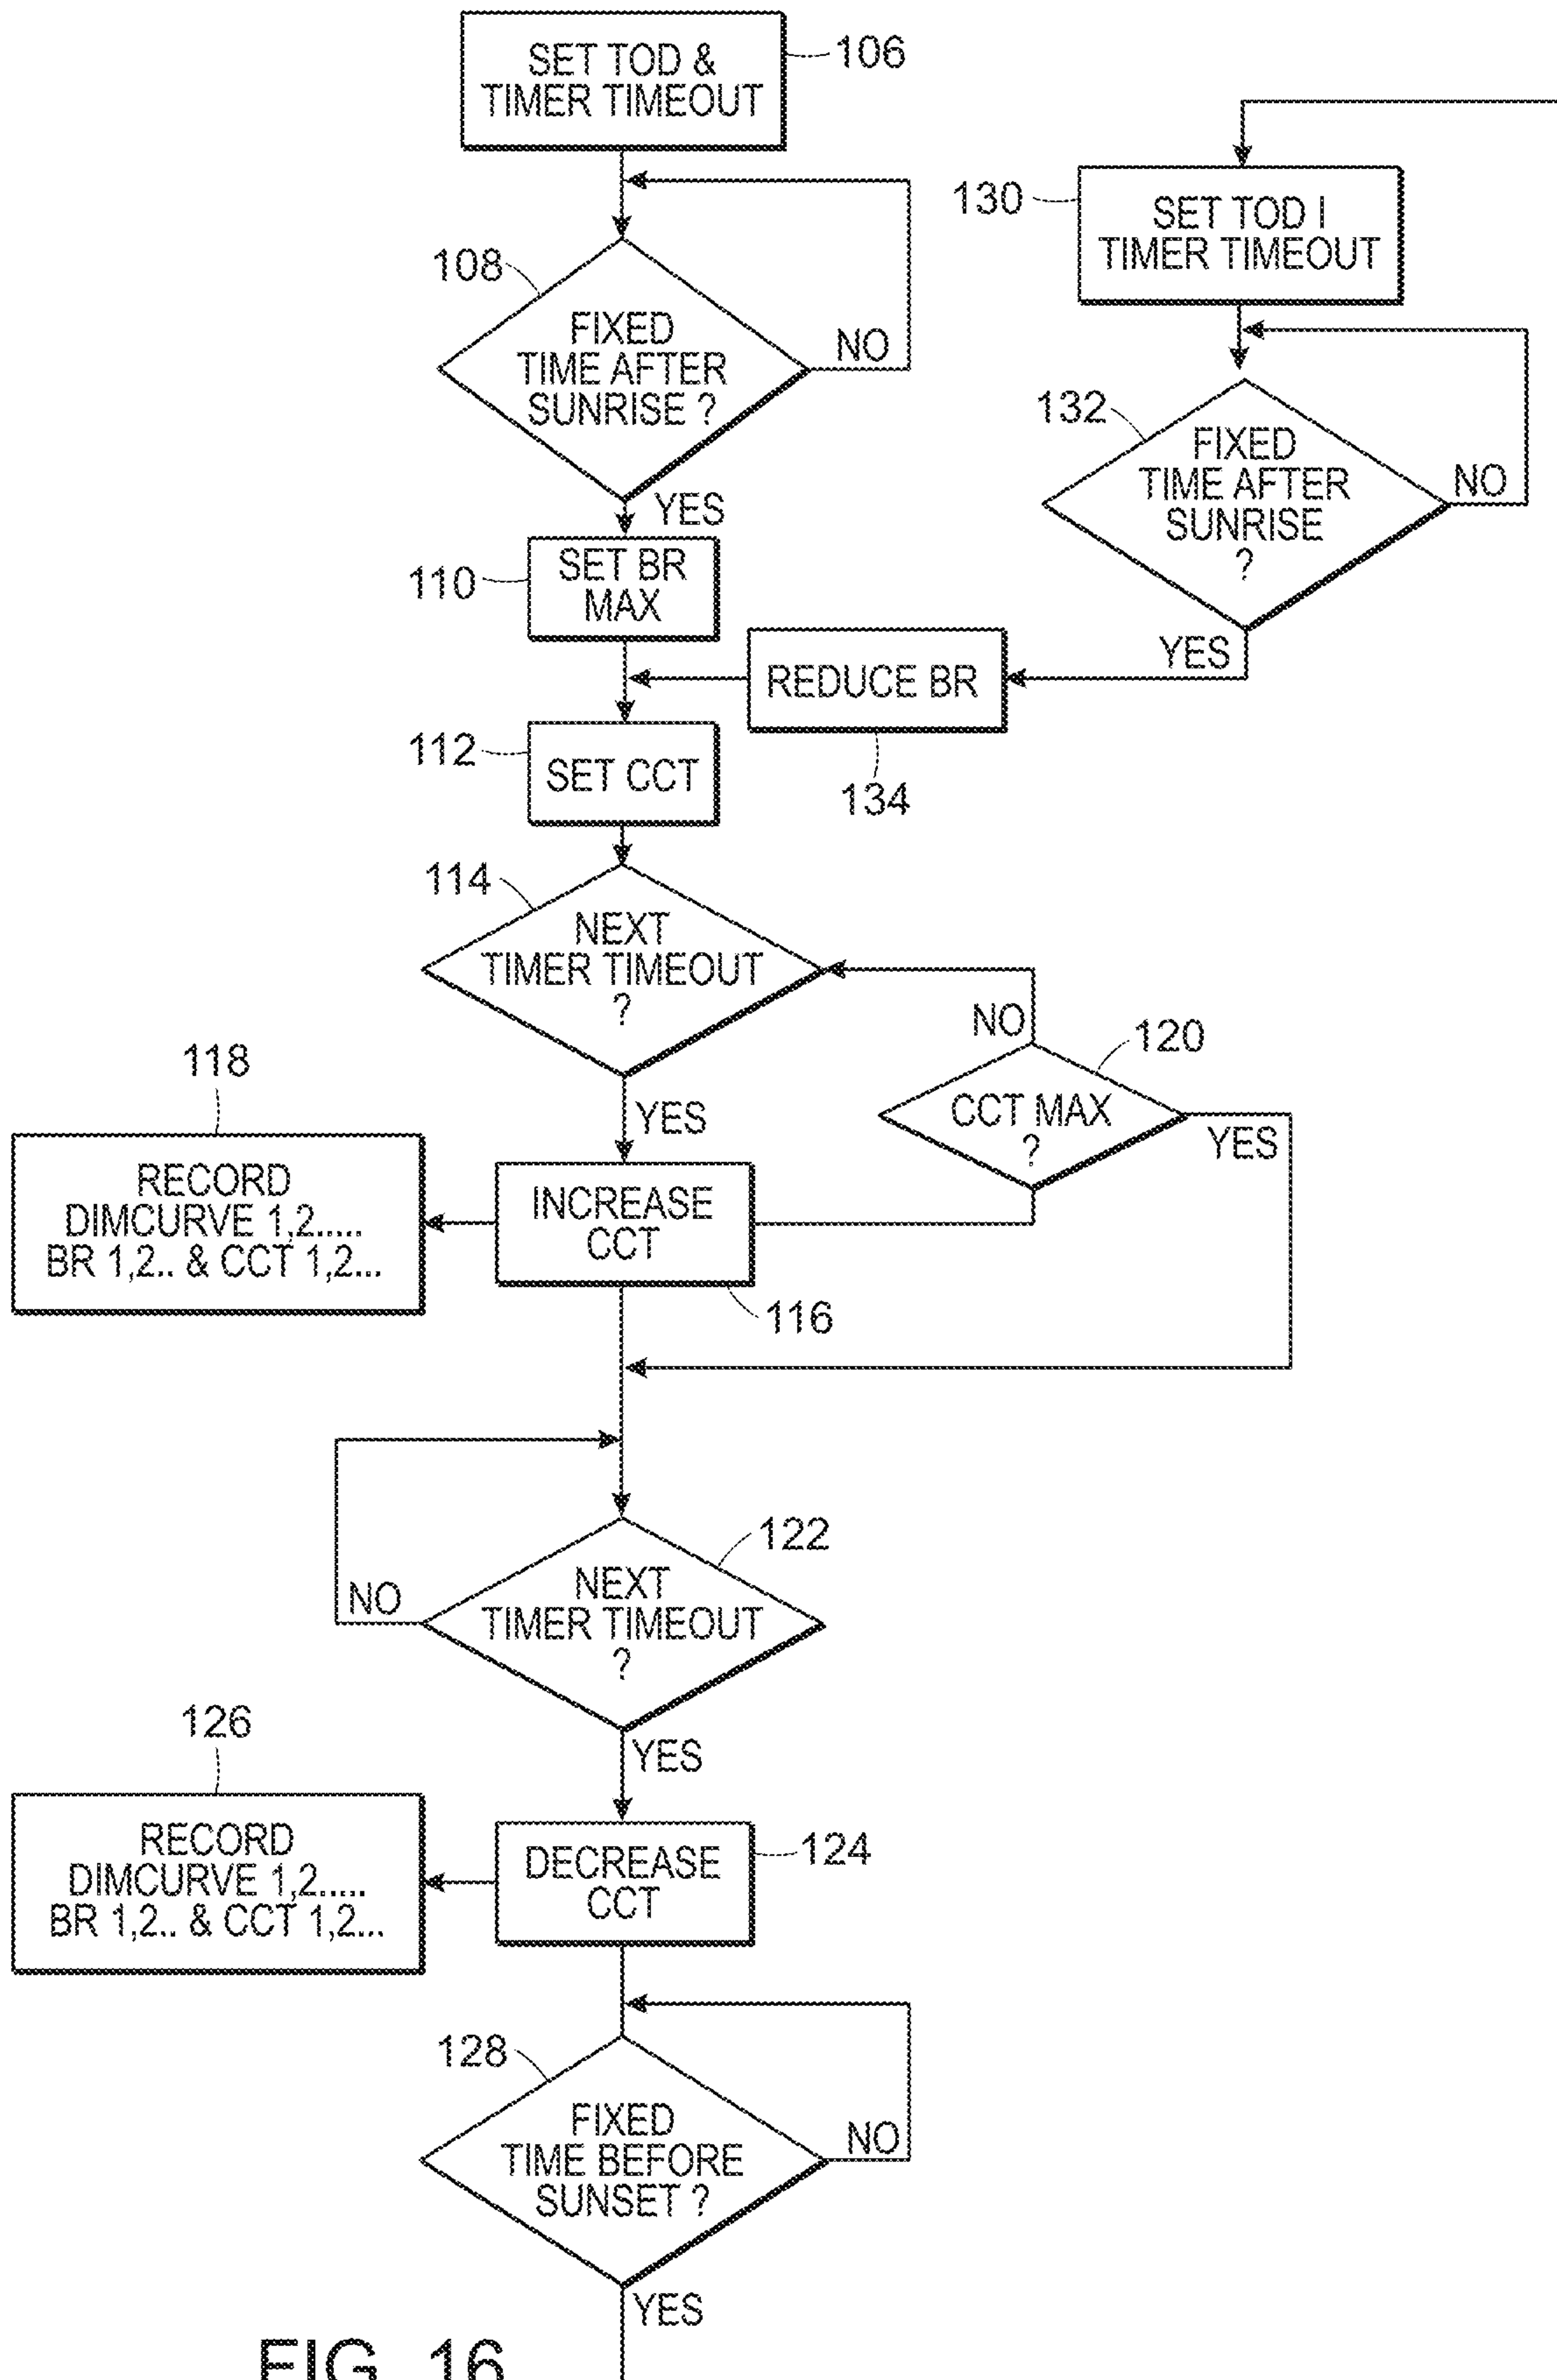 SET TOD &
TIMER TIMEOUT
106
108
FIXED
TIME AFTER
SUNRISE ?
NO
YES
110
SET BR
MAX
130
SET TOD I
TIMER TIMEOUT
132
FIXED
TIME AFTER
SUNRISE
?
NO
YES
REDUCE BR
134
112
SET CCT
114
NEXT
TIMER TIMEOUT
?
YES
NO
120
CCT MAX
?
YES
118
RECORD
DIMCURVE 1,2.....
BR 1,2.. & CCT 1,2...
INCREASE
CCT
116
122
NEXT
TIMER TIMEOUT
?
NO
YES
126
RECORD
DIMCURVE 1,2.....
BR 1,2.. & CCT 1,2...
DECREASE
CCT
124
128
FIXED
TIME BEFORE
SUNSET ?
NO
YES
FIG. 16